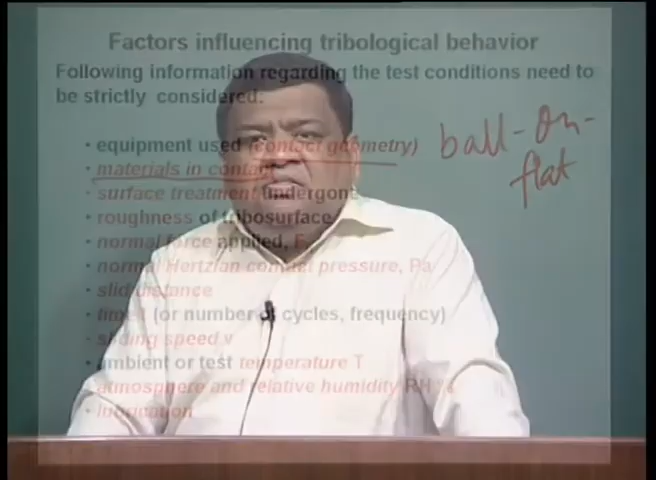 Factors influencing tribological behavior
Following information regarding the test conditions need to
be strictly considered:
• equipment used (contact geometry)
ball-on-
flat
• materials in contact
• surface treatment undergone
• roughness of tribosurface
• normal force applied, F
• normal Hertzian contact pressure, Pa
• slid distance
• time t (or number of cycles, frequency)
• sliding speed v
• ambient or test temperature T
• atmosphere and relative humidity RH
• lubrication